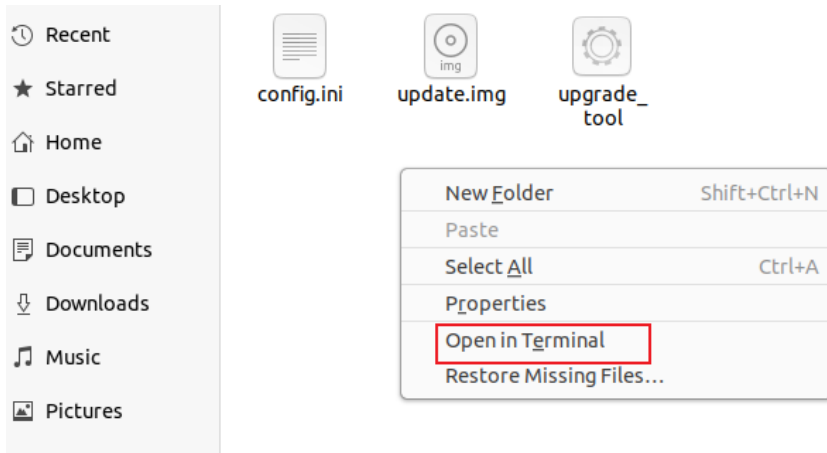 Recent
Starred
Home
Desktop
Documents
Downloads
Music
Pictures
img
config.ini
update.img
upgrade_
tool
New Folder Shift+Ctrl+N
Paste
Select All Ctrl+A
Properties
Open in Terminal
Restore Missing Files...